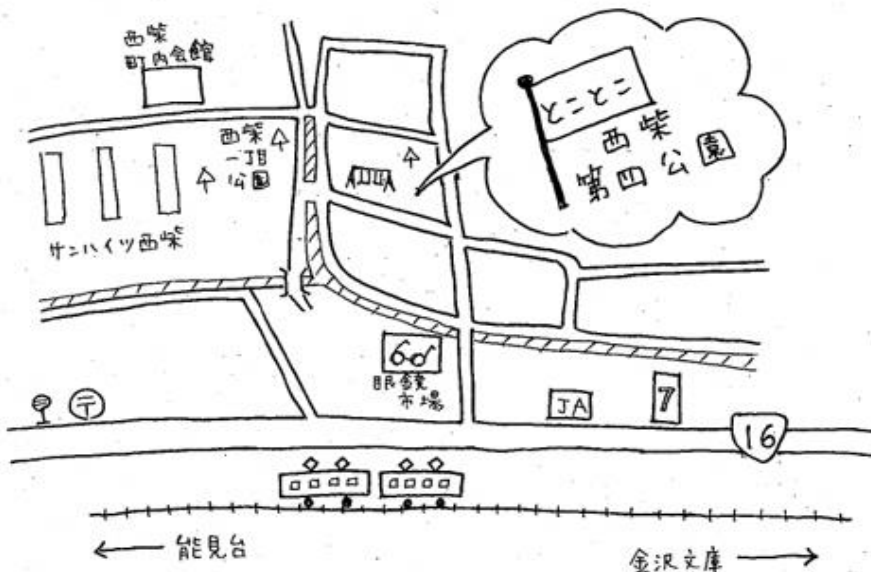 西柴
町内会館
とことこ
西柴
第四公園
西柴
一丁目
公園
サンハイツ西柴
眼鏡
市場
〒
JA
7
16
← 能見台
金沢文庫 →